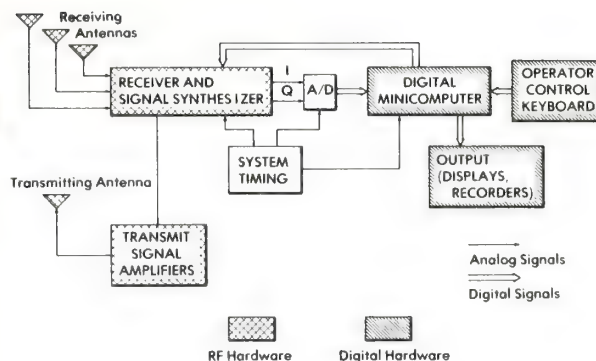 Receiving
Antennas
RECEIVER AND
SIGNAL SYNTHESIZER
I
Q
A/D
DIGITAL
MINICOMPUTER
OPERATOR
CONTROL
KEYBOARD
SYSTEM
TIMING
OUTPUT
(DISPLAYS,
RECORDERS)
Transmitting Antenna
TRANSMIT
SIGNAL
AMPLIFIERS
Analog Signals
Digital Signals
RF Hardware
Digital Hardware